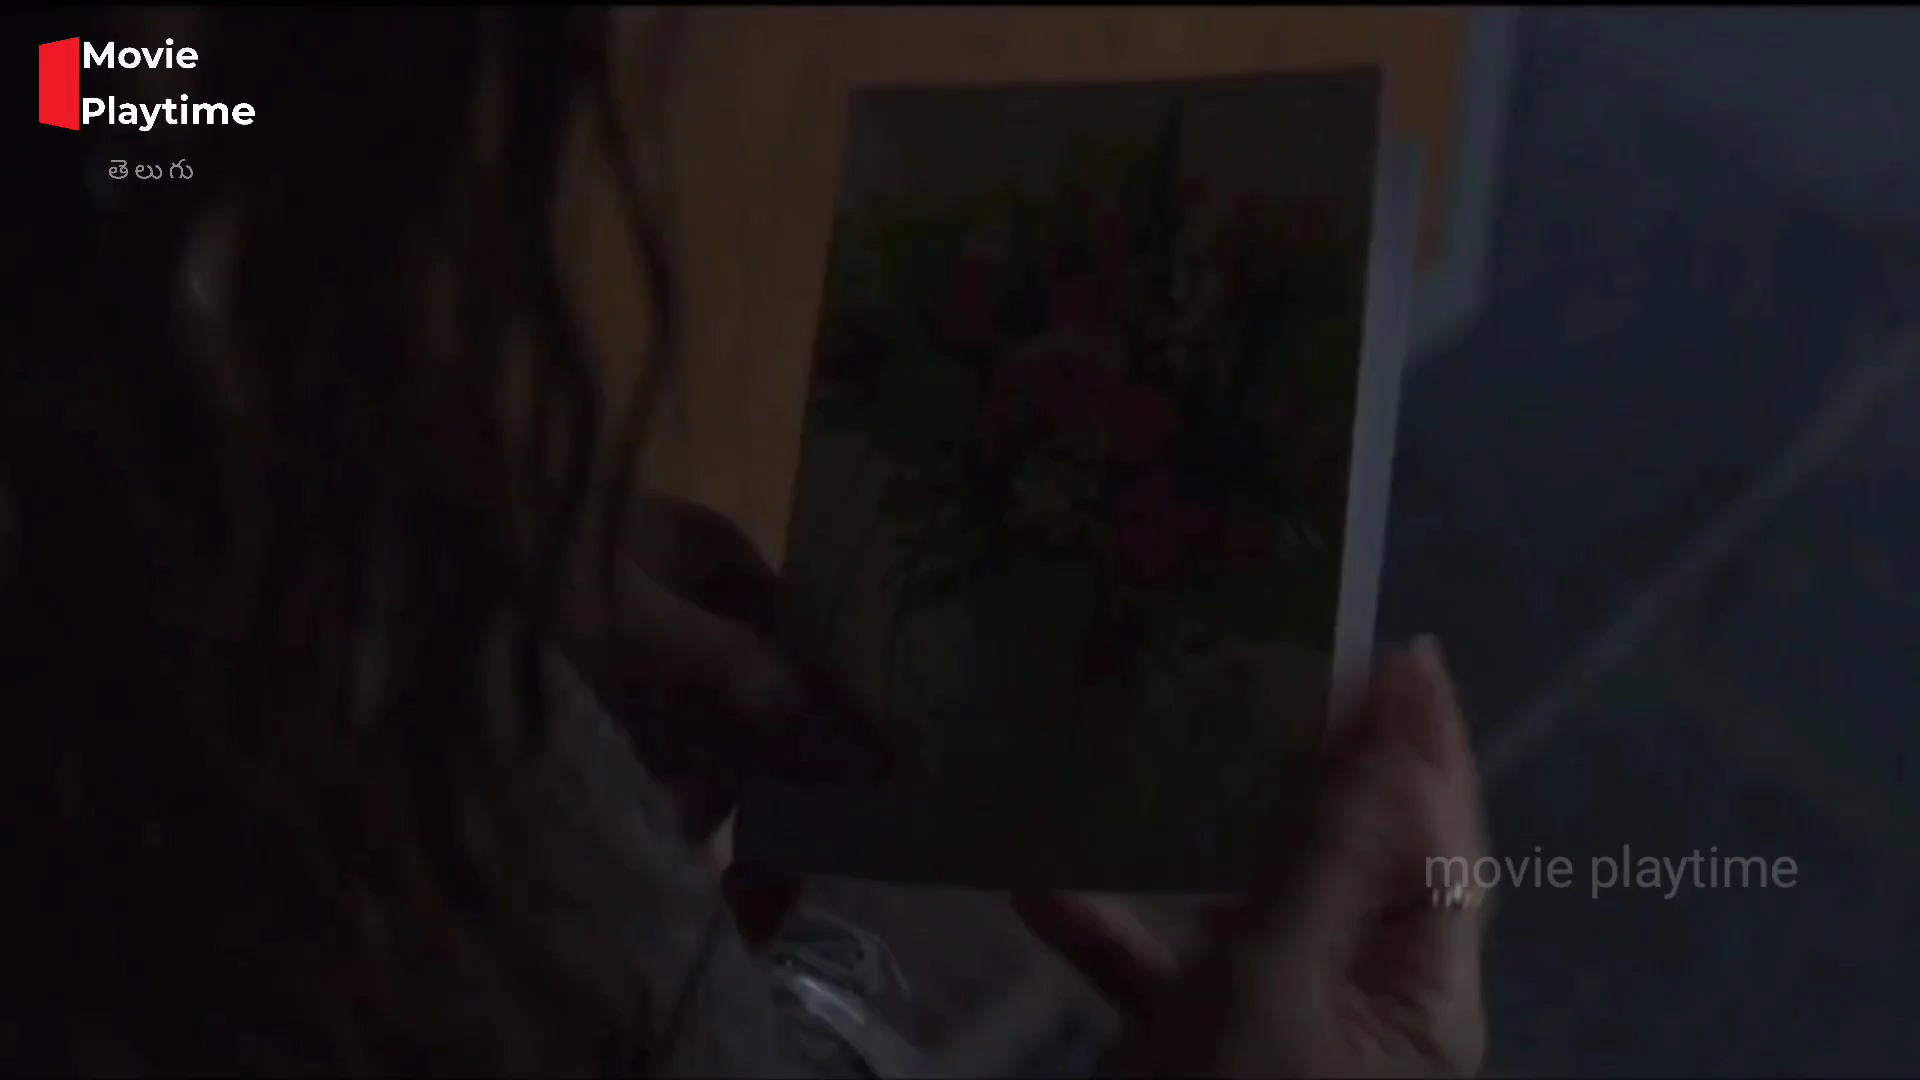 Movie
Playtime
తెలుగు
movie playtime